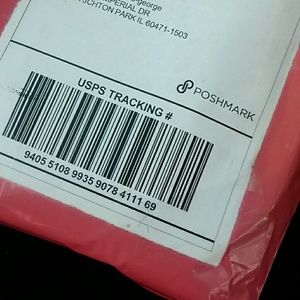 george
IMPERIAL DR
RICHTON PARK IL 60471-1503
POSHMARK
USPS TRACKING #
9405 5108 9935 9078 4111 69